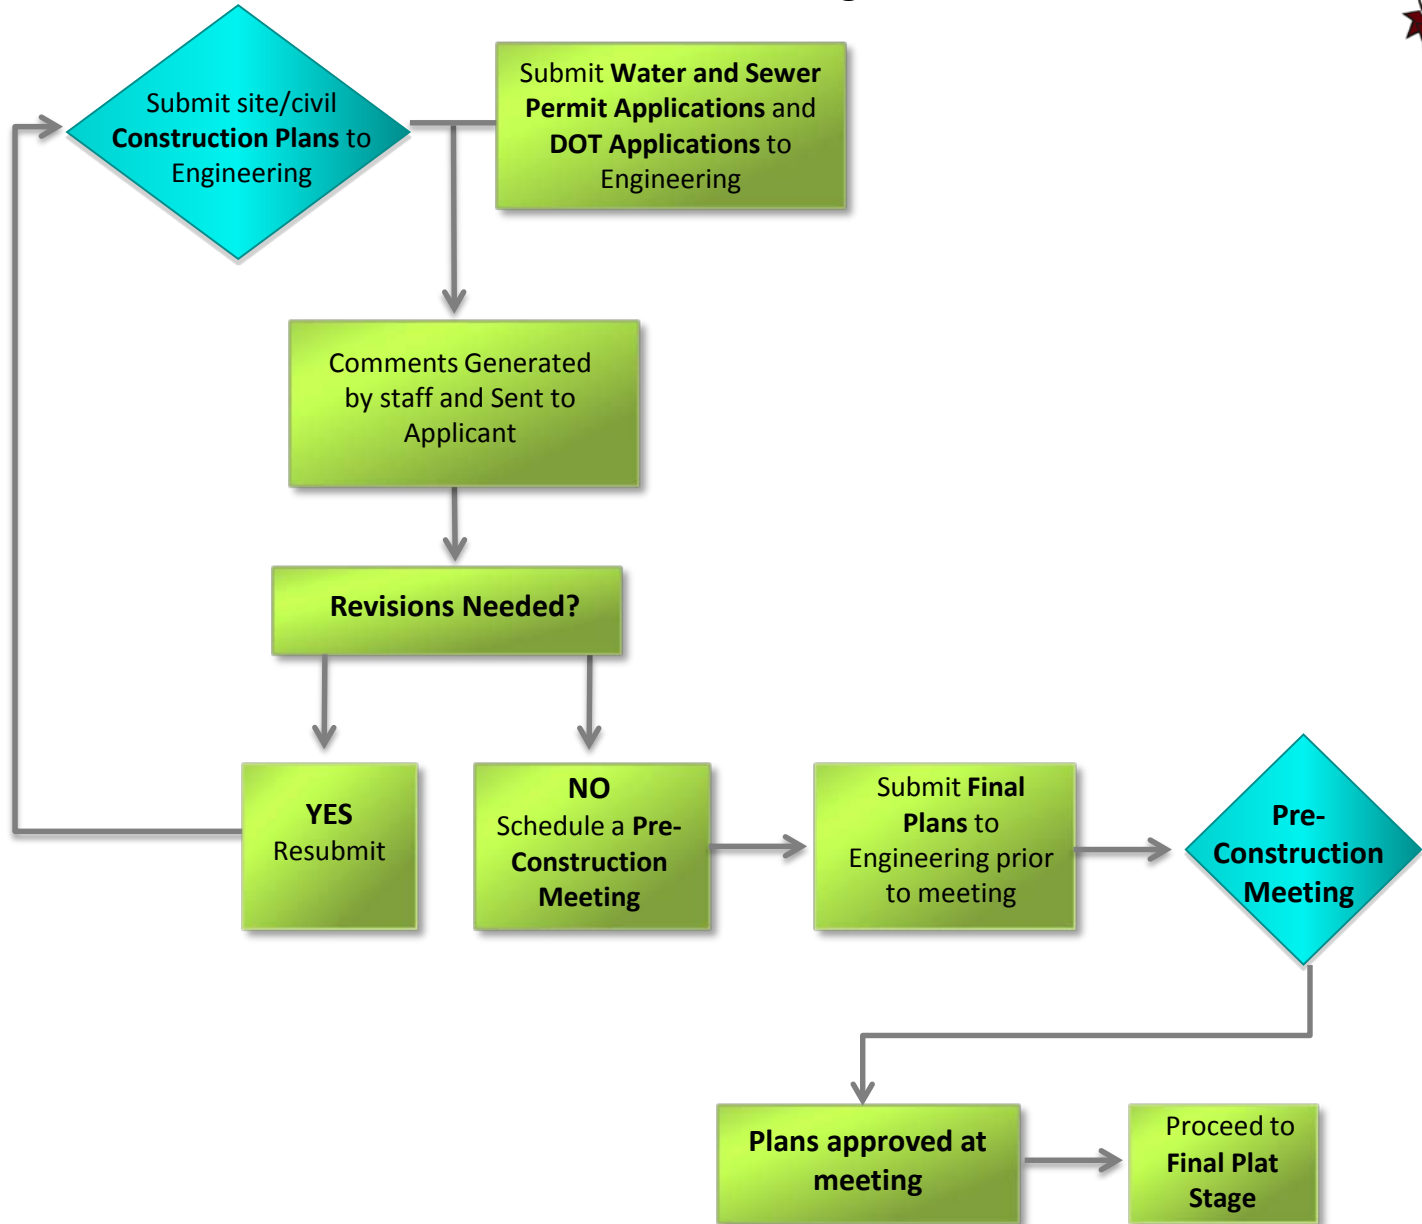 Submit site/civil
Construction Plans to
Engineering
Submit Water and Sewer
Permit Applications and
DOT Applications to
Engineering
Comments Generated
by staff and Sent to
Applicant
Revisions Needed?
YES
Resubmit
NO
Schedule a Pre-
Construction
Meeting
Submit Final
Plans to
Engineering prior
to meeting
Pre-
Construction
Meeting
Plans approved at
meeting
Proceed to
Final Plat
Stage